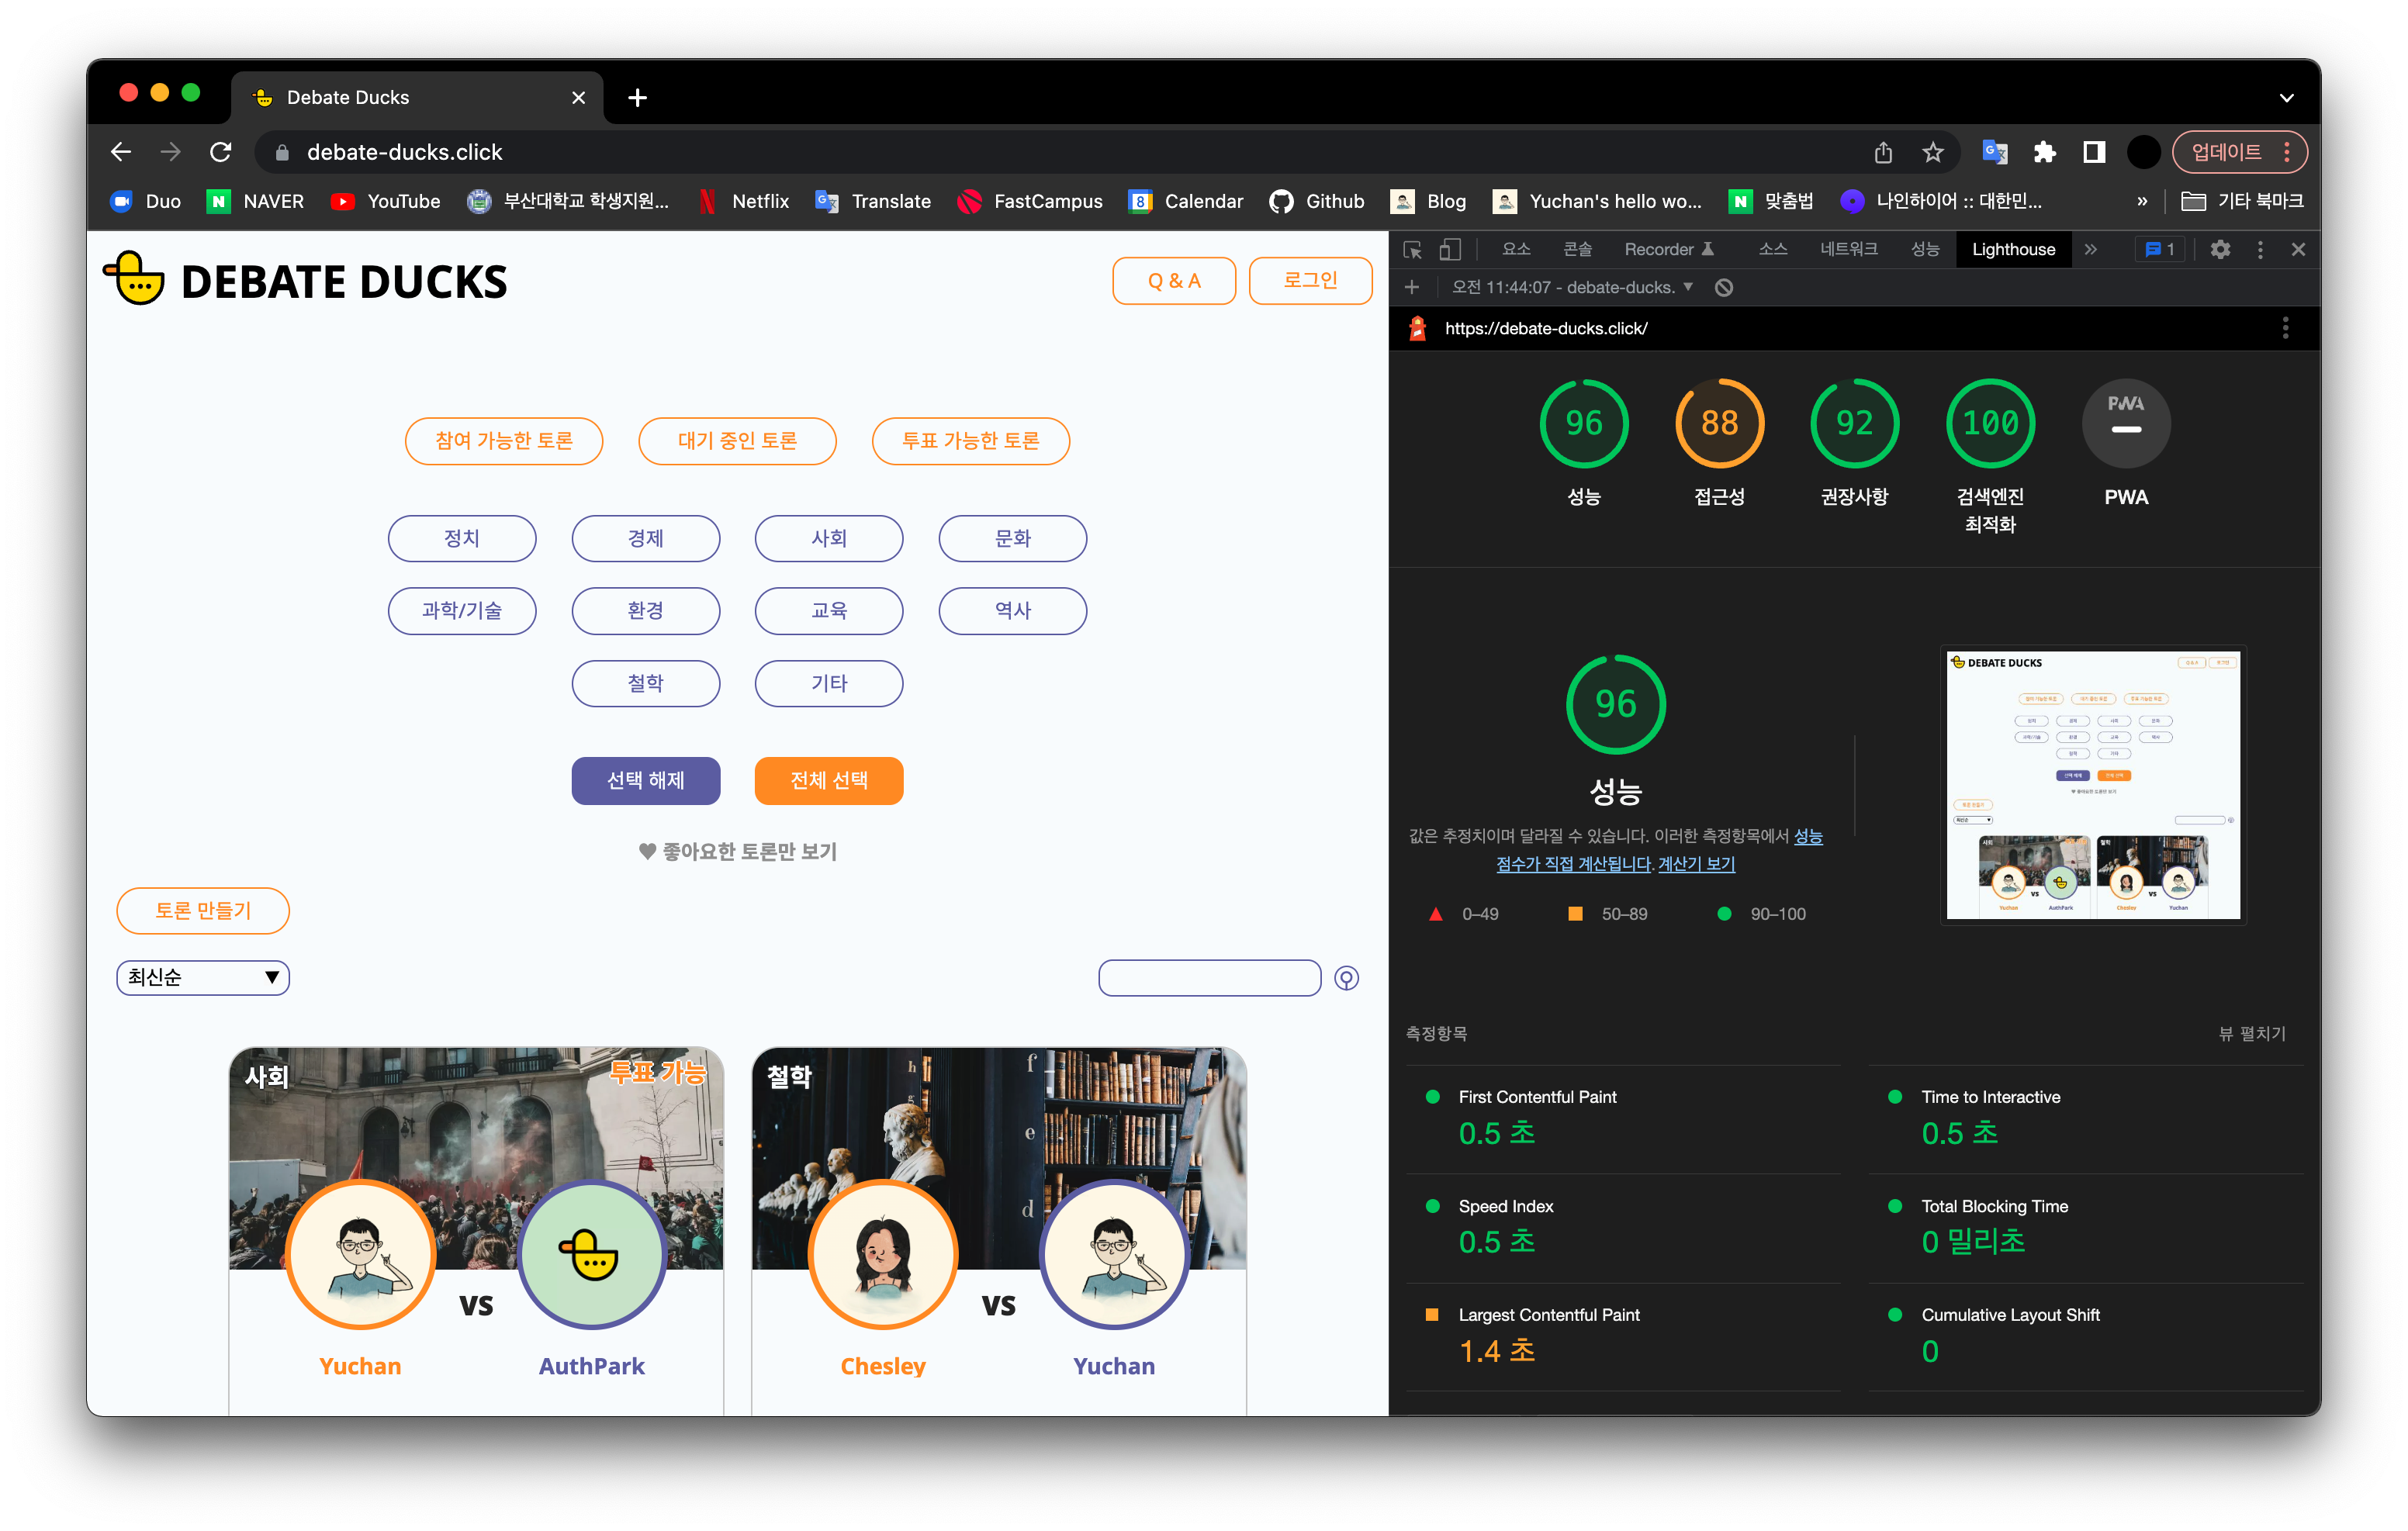 Debate Ducks
debate-ducks.click
업데이트
Duo NAVER YouTube 부산대학교 학생지원... Netflix Translate FastCampus Calendar Github Blog Yuchan's hello wo... 맞춤법 나인하이어 :: 대한민... » 기타 북마크
DEBATE DUCKS
Q & A 로그인
참여 가능한 토론 대기 중인 토론 투표 가능한 토론
정치 경제 사회 문화
과학/기술 환경 교육 역사
철학 기타
선택 해제 전체 선택
좋아요한 토론만 보기
토론 만들기
최신순
사회 투표 가능 철학
vs vs
Yuchan AuthPark Chesley Yuchan
요소 콘솔 Recorder 소스 네트워크 성능 Lighthouse » 1
오전 11:44:07 - debate-ducks.
https://debate-ducks.click/
96 88 92 100 PWA
성능 접근성 권장사항 검색엔진 PWA
최적화
96
성능
값은 추정치이며 달라질 수 있습니다. 이러한 측정항목에서 성능
점수가 직접 계산됩니다. 계산기 보기
0–49 50–89 90–100
DEBATE DUCKS
측정항목 뷰 펼치기
First Contentful Paint Time to Interactive
0.5 초 0.5 초
Speed Index Total Blocking Time
0.5 초 0 밀리초
Largest Contentful Paint Cumulative Layout Shift
1.4 초 0